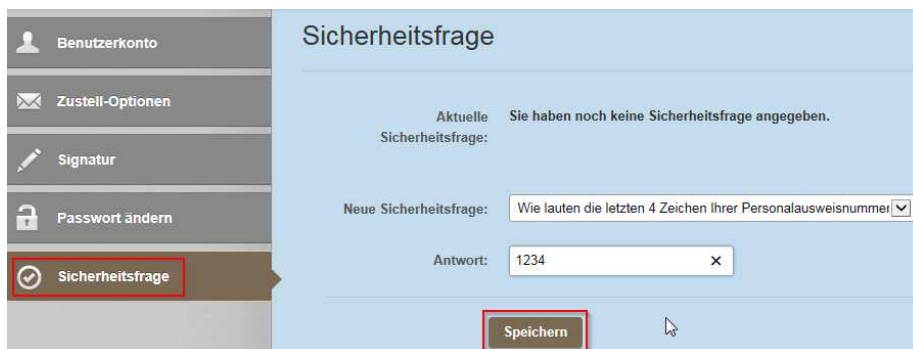 Benutzerkonto
Zustell-Optionen
Signatur
Passwort ändern
Sicherheitsfrage
Sicherheitsfrage
Aktuelle
Sicherheitsfrage:
Sie haben noch keine Sicherheitsfrage angegeben.
Neue Sicherheitsfrage:
Wie lauten die letzten 4 Zeichen Ihrer Personalausweisnummer
Antwort:
1234
Speichern